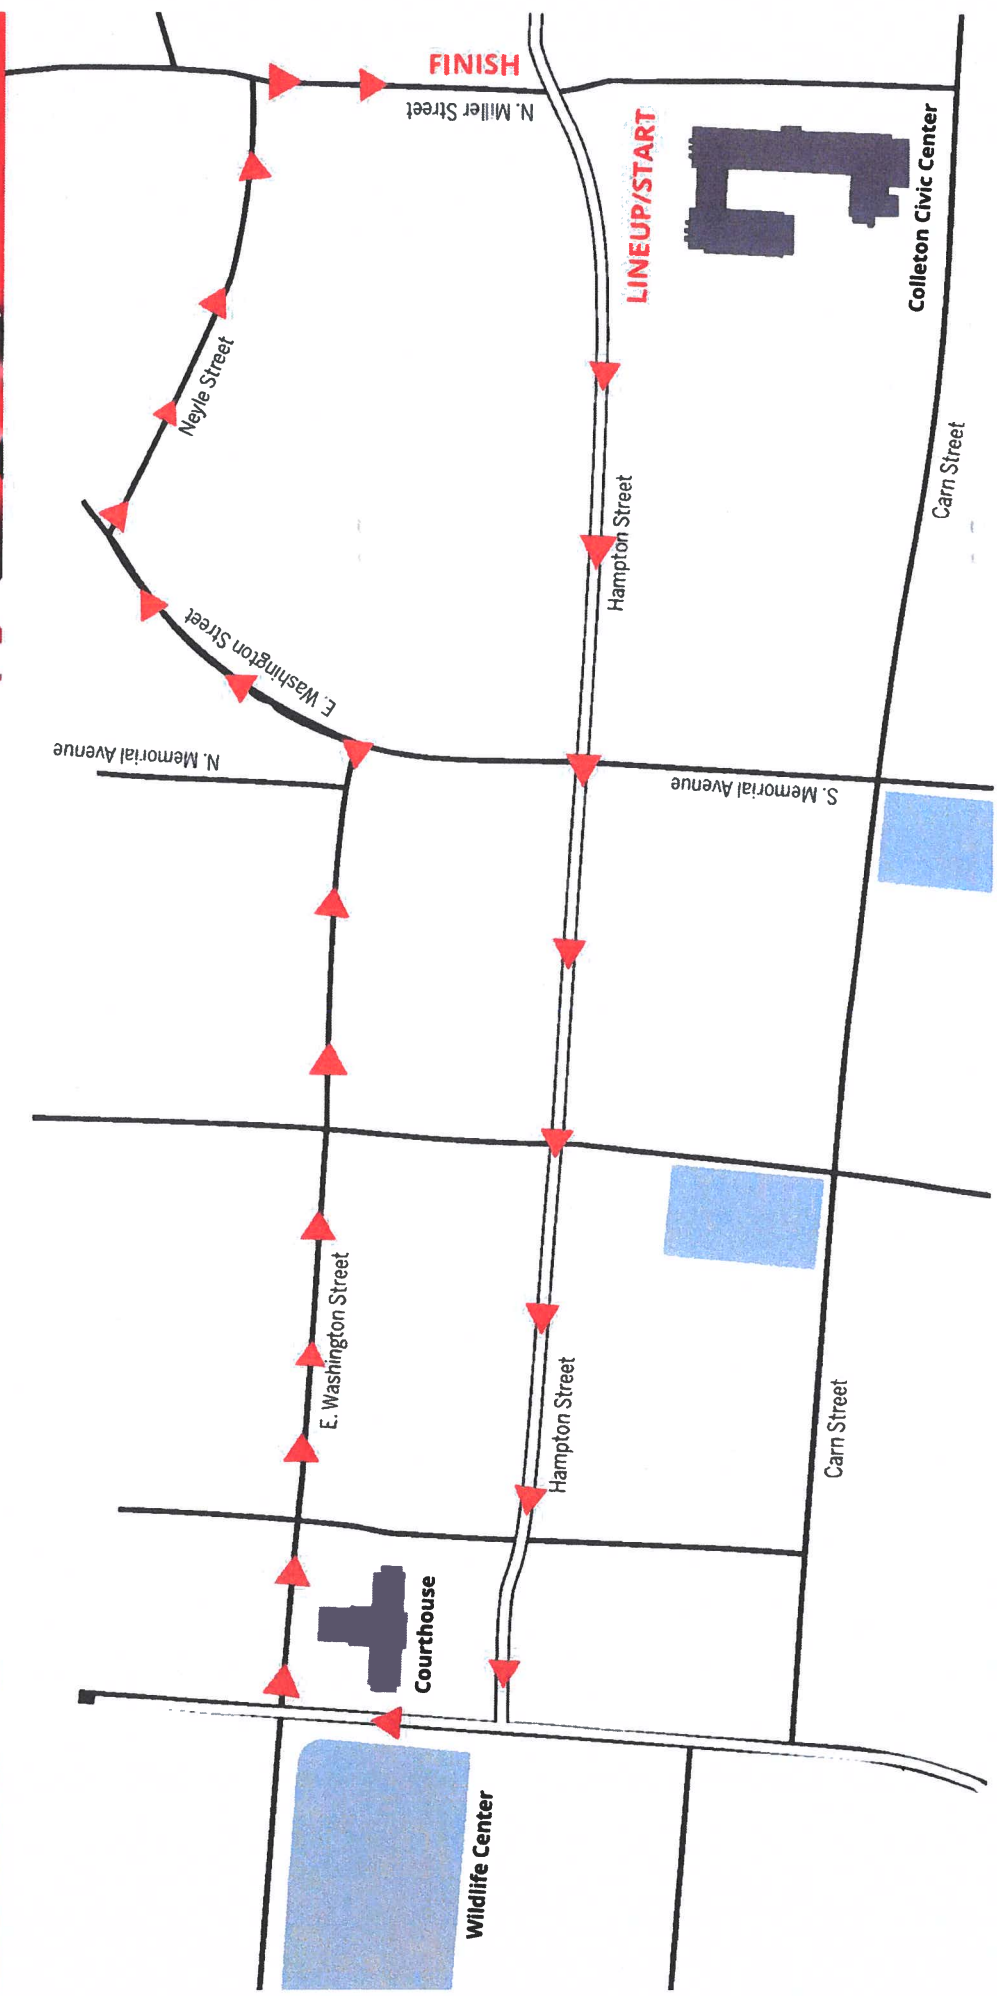 FINISH
N. Miller Street
LINEUP/START
Colleton Civic Center
Neyle Street
Hampton Street
Carn Street
E. Washington Street
N. Memorial Avenue
S. Memorial Avenue
E. Washington Street
Hampton Street
Carn Street
Courthouse
Wildlife Center